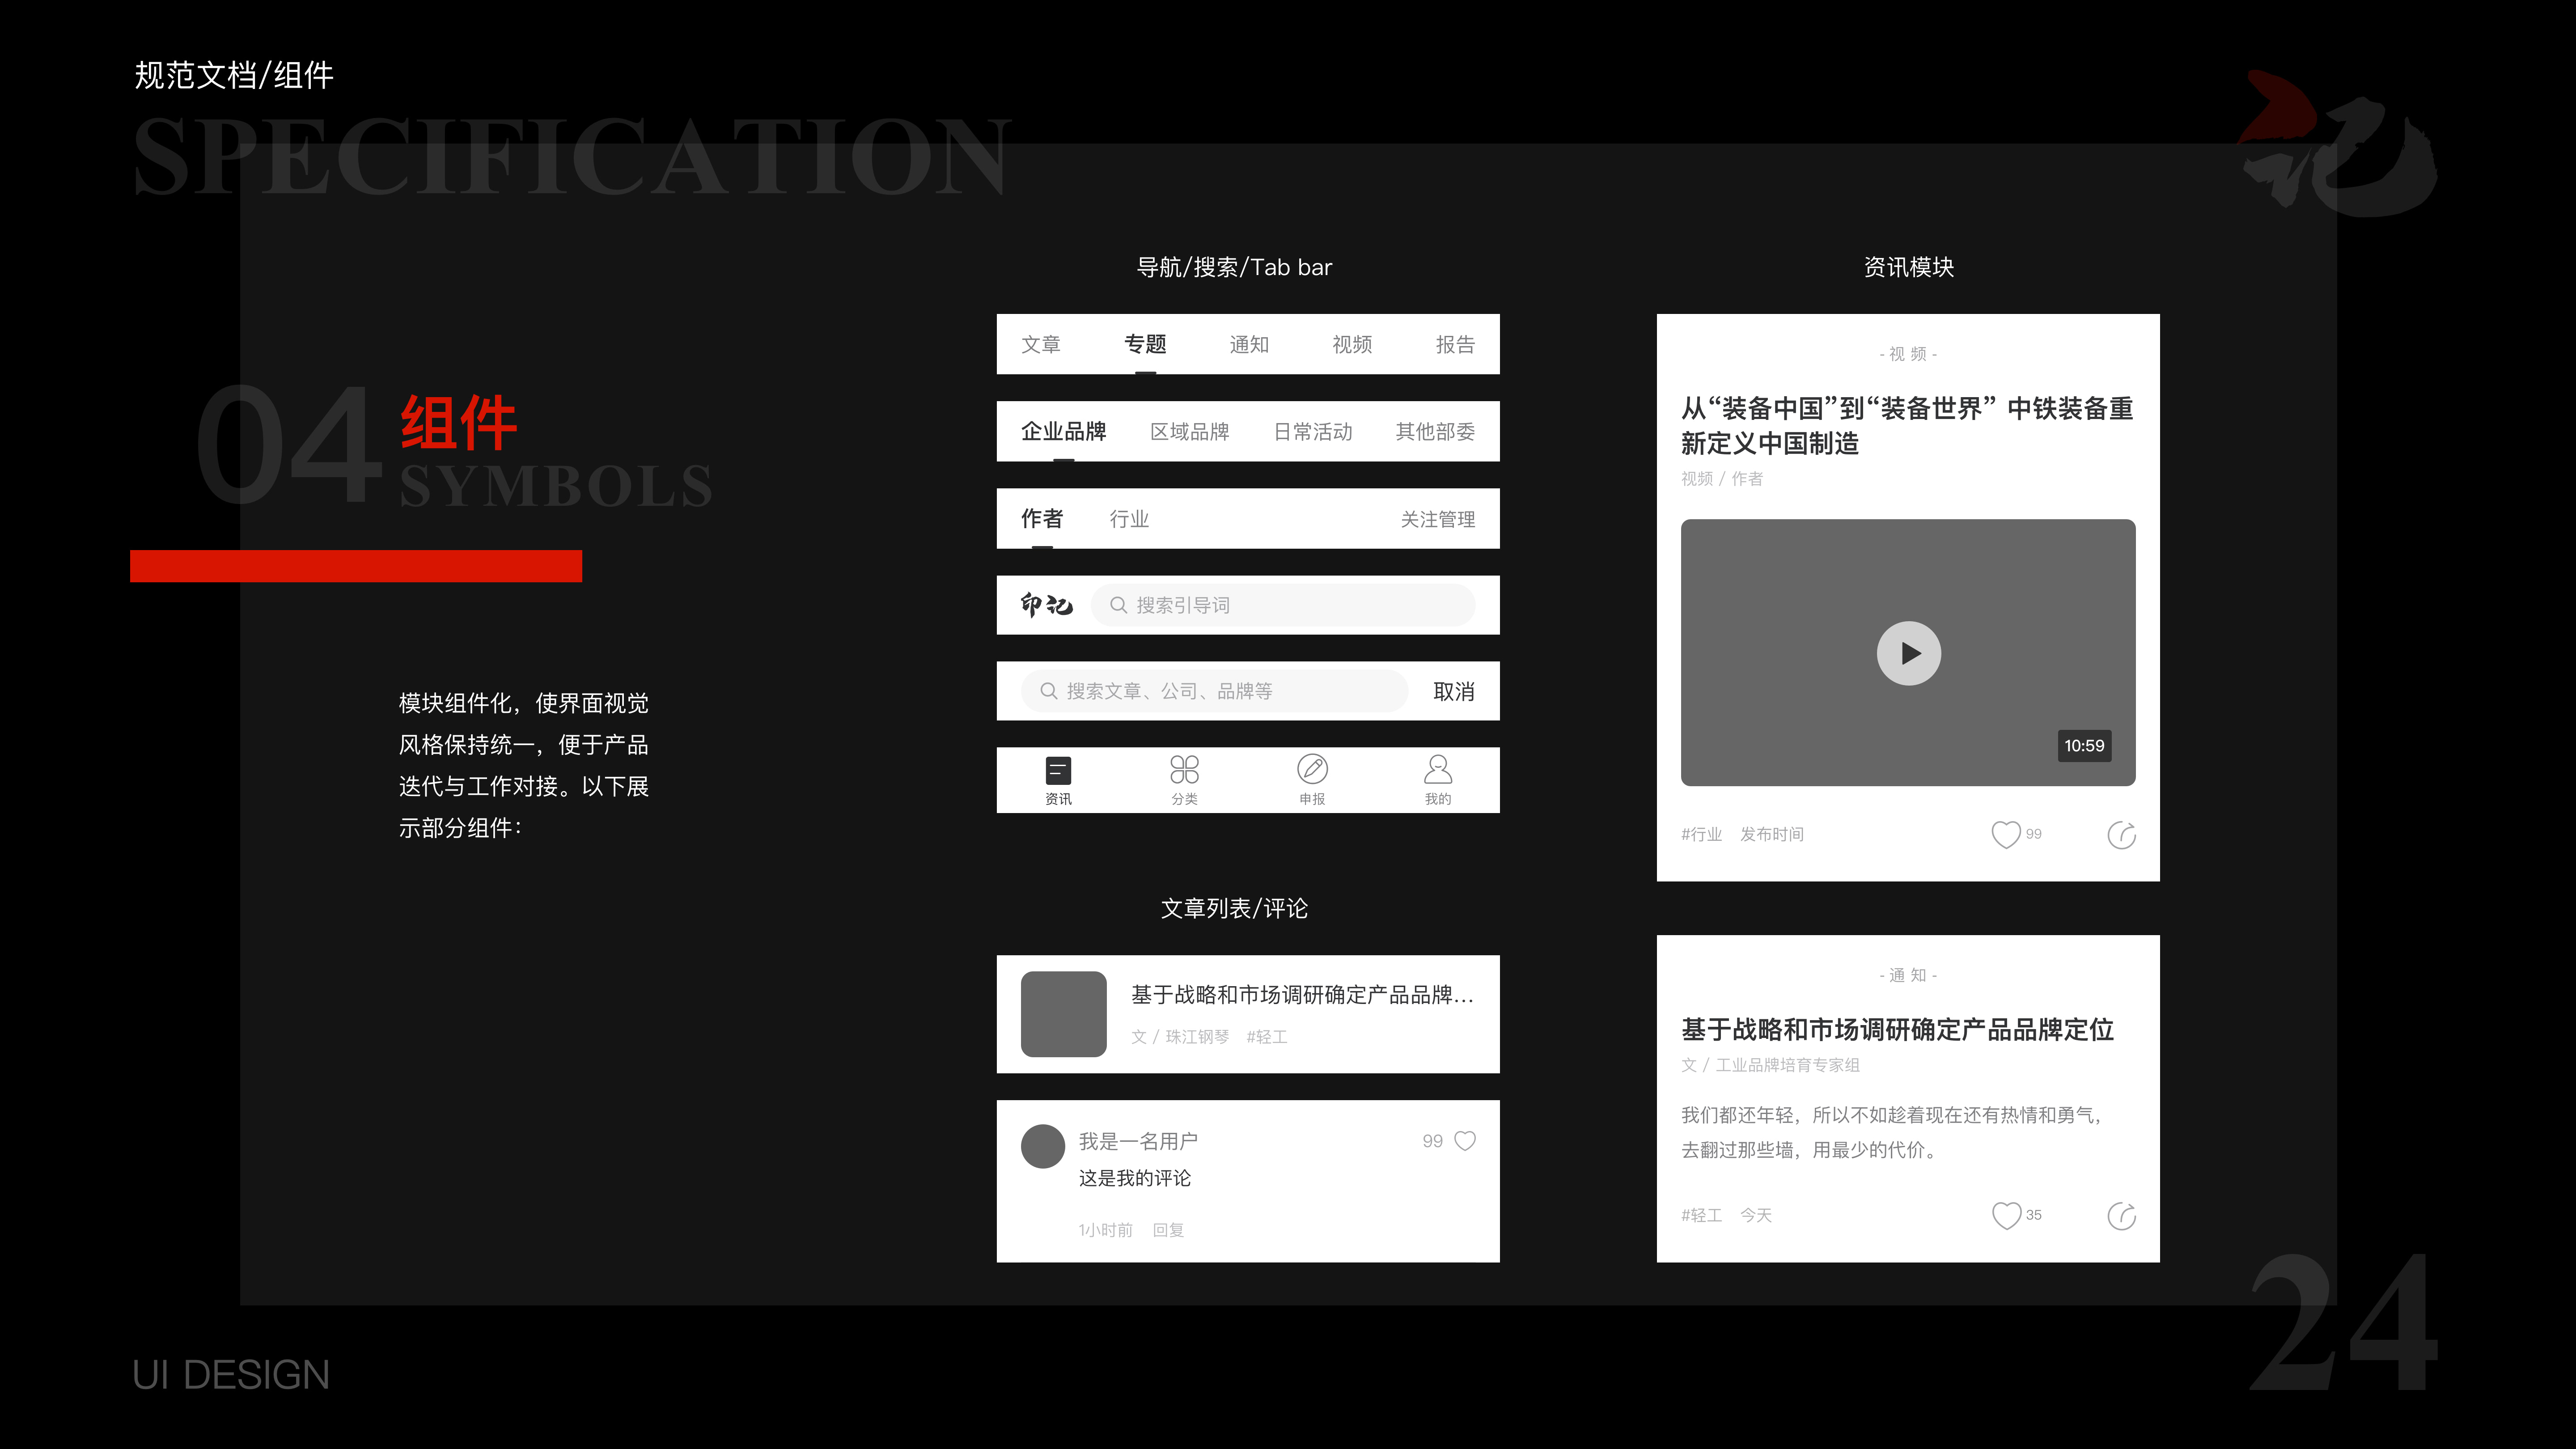 规范文档/组件
SPECIFICATION
记
04
组件
SYMBOLS
模块组件化，使界面视觉
风格保持统一，便于产品
迭代与工作对接。以下展
示部分组件：
导航/搜索/Tab bar
文章 专题 通知 视频 报告
企业品牌 区域品牌 日常活动 其他部委
作者 行业 关注管理
印记 搜索引导词
搜索文章、公司、品牌等 取消
资讯 分类 申报 我的
文章列表/评论
基于战略和市场调研确定产品品牌...
文 / 珠江钢琴 #轻工
我是一名用户 99
这是我的评论
1小时前 回复
资讯模块
- 视 频 -
从“装备中国”到“装备世界” 中铁装备重
新定义中国制造
视频 / 作者
10:59
#行业 发布时间 99
- 通 知 -
基于战略和市场调研确定产品品牌定位
文 / 工业品牌培育专家组
我们都还年轻，所以不如趁着现在还有热情和勇气，
去翻过那些墙，用最少的代价。
#轻工 今天 35
UI DESIGN
24